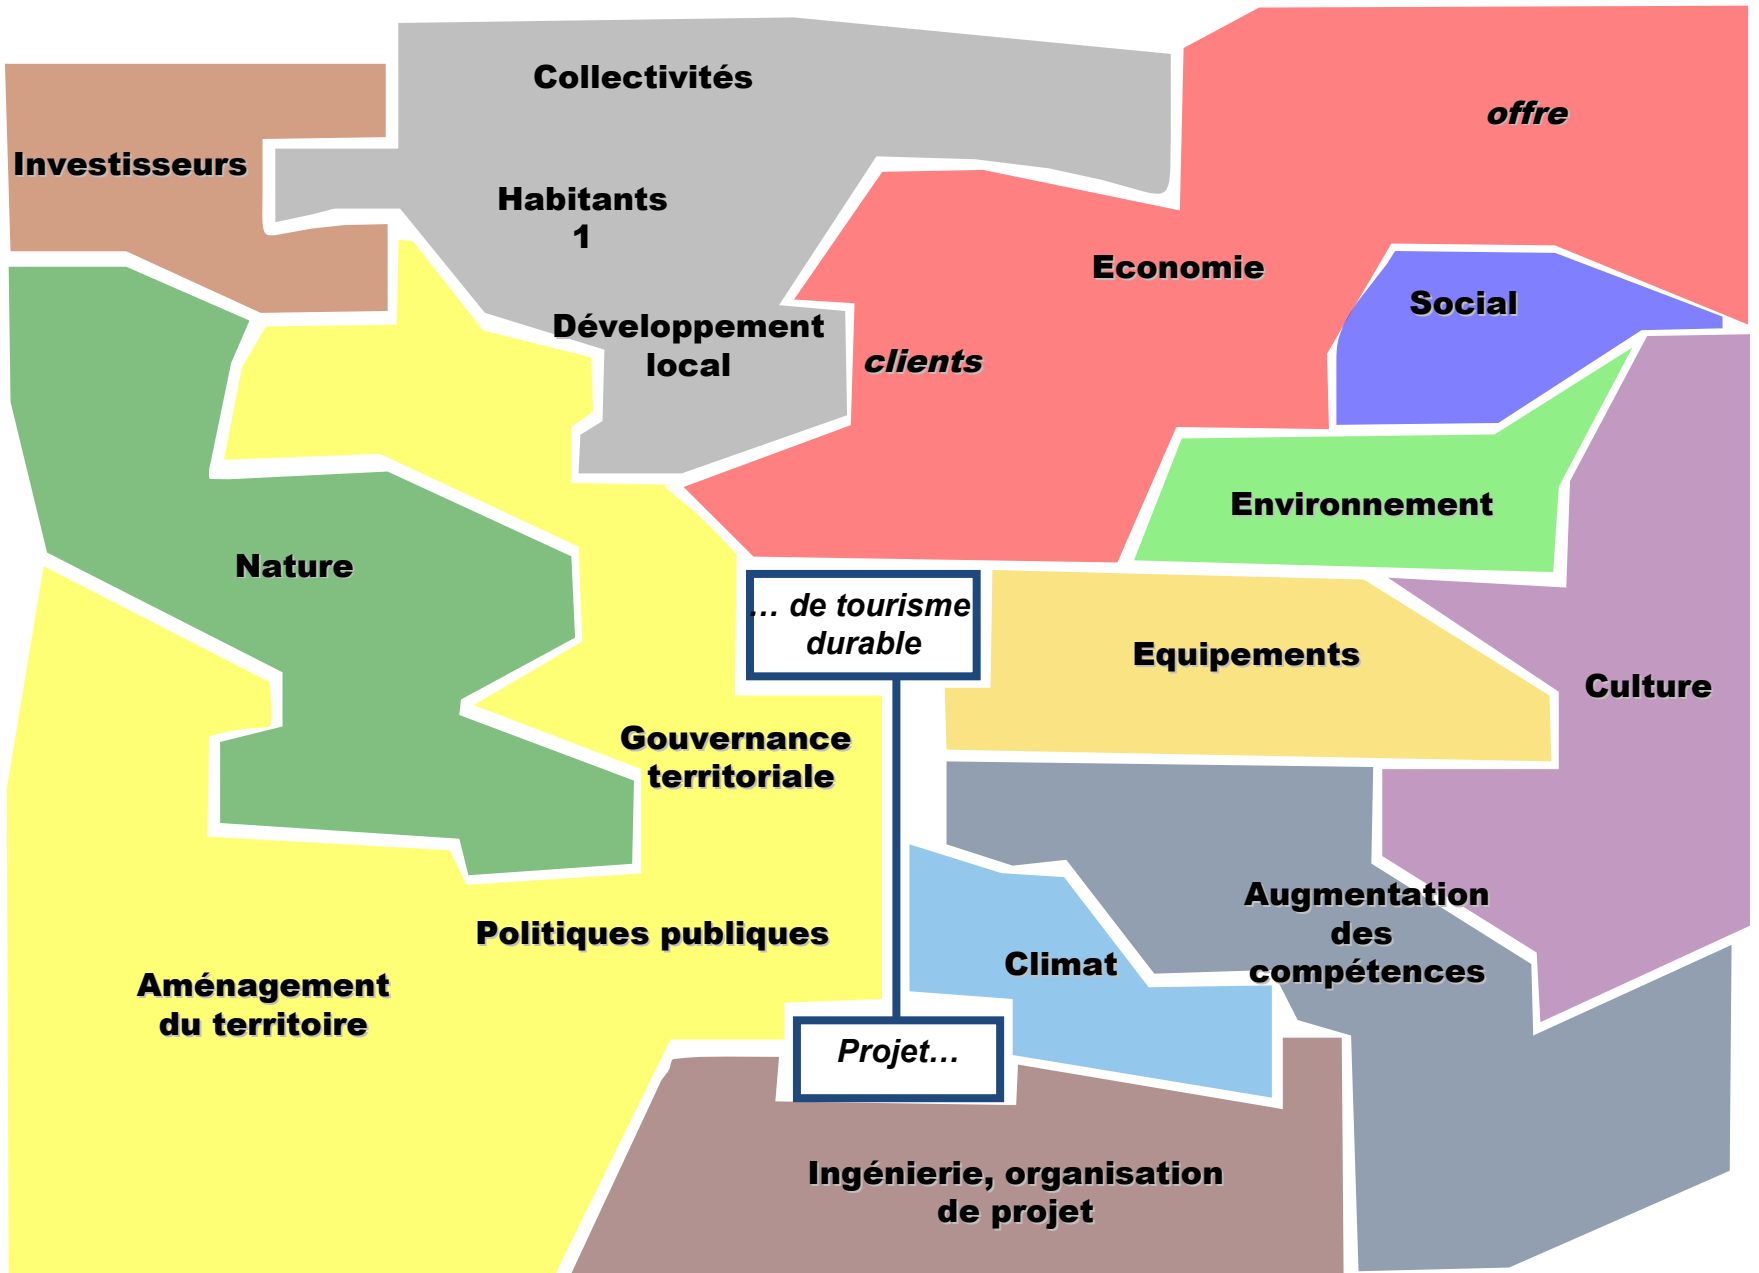 Collectivités
offre
Investisseurs
Habitants
1
Economie
Social
Développement
local
clients
Environnement
Nature
… de tourisme
durable
Equipements
Culture
Gouvernance
territoriale
Augmentation
des
compétences
Politiques publiques
Climat
Aménagement
du territoire
Projet…
Ingénierie, organisation
de projet